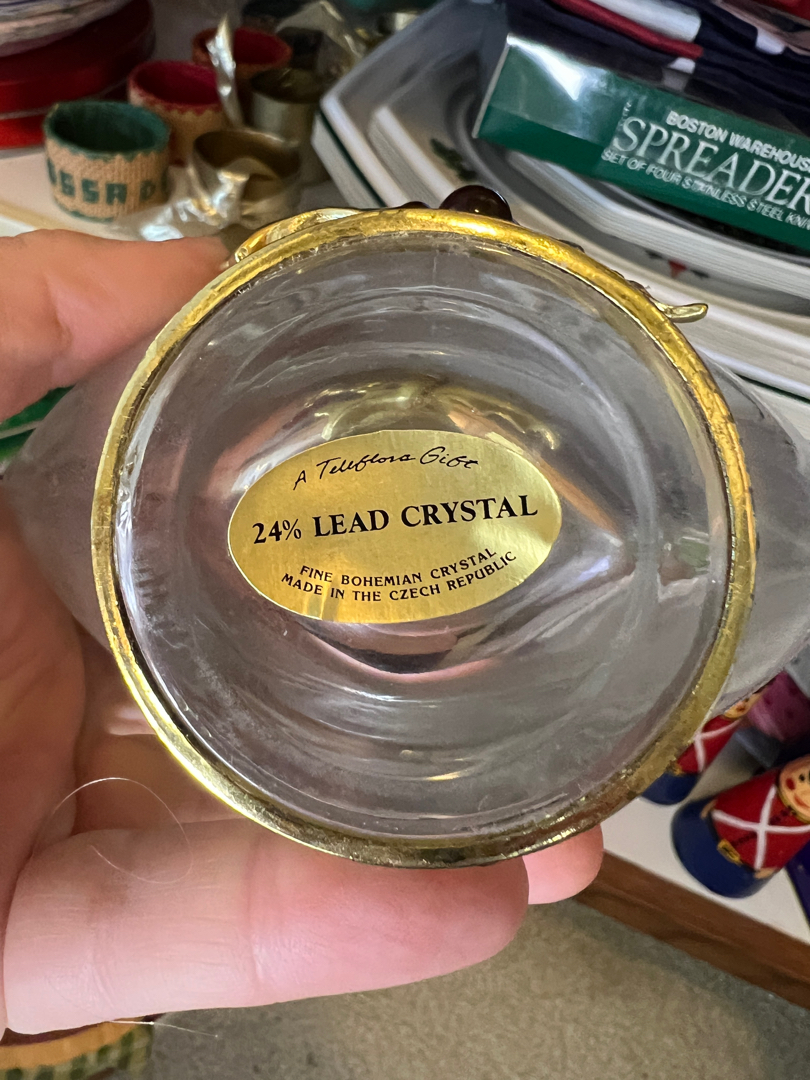 BOSTON WAREHOUSE
SPREADER
SET OF FOUR STAINLESS STEEL
A Teleflora Gift
24% LEAD CRYSTAL
FINE BOHEMIAN CRYSTAL
MADE IN THE CZECH REPUBLIC